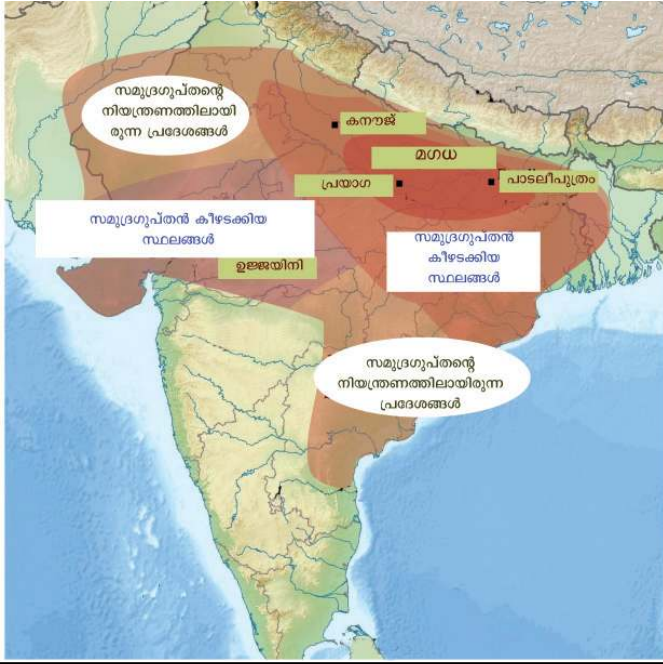 സമുദ്രഗുപ്തന്റെ
നിയന്ത്രണത്തിലായി
രുന്ന പ്രദേശങ്ങൾ
കനൗജ്
മഗധ
പ്രയാഗ
പാടലീപുത്രം
സമുദ്രഗുപ്തൻ കീഴടക്കിയ
സ്ഥലങ്ങൾ
സമുദ്രഗുപ്തൻ
കീഴടക്കിയ
സ്ഥലങ്ങൾ
ഉജ്ജയിനി
സമുദ്രഗുപ്തന്റെ
നിയന്ത്രണത്തിലായിരുന്ന
പ്രദേശങ്ങൾ